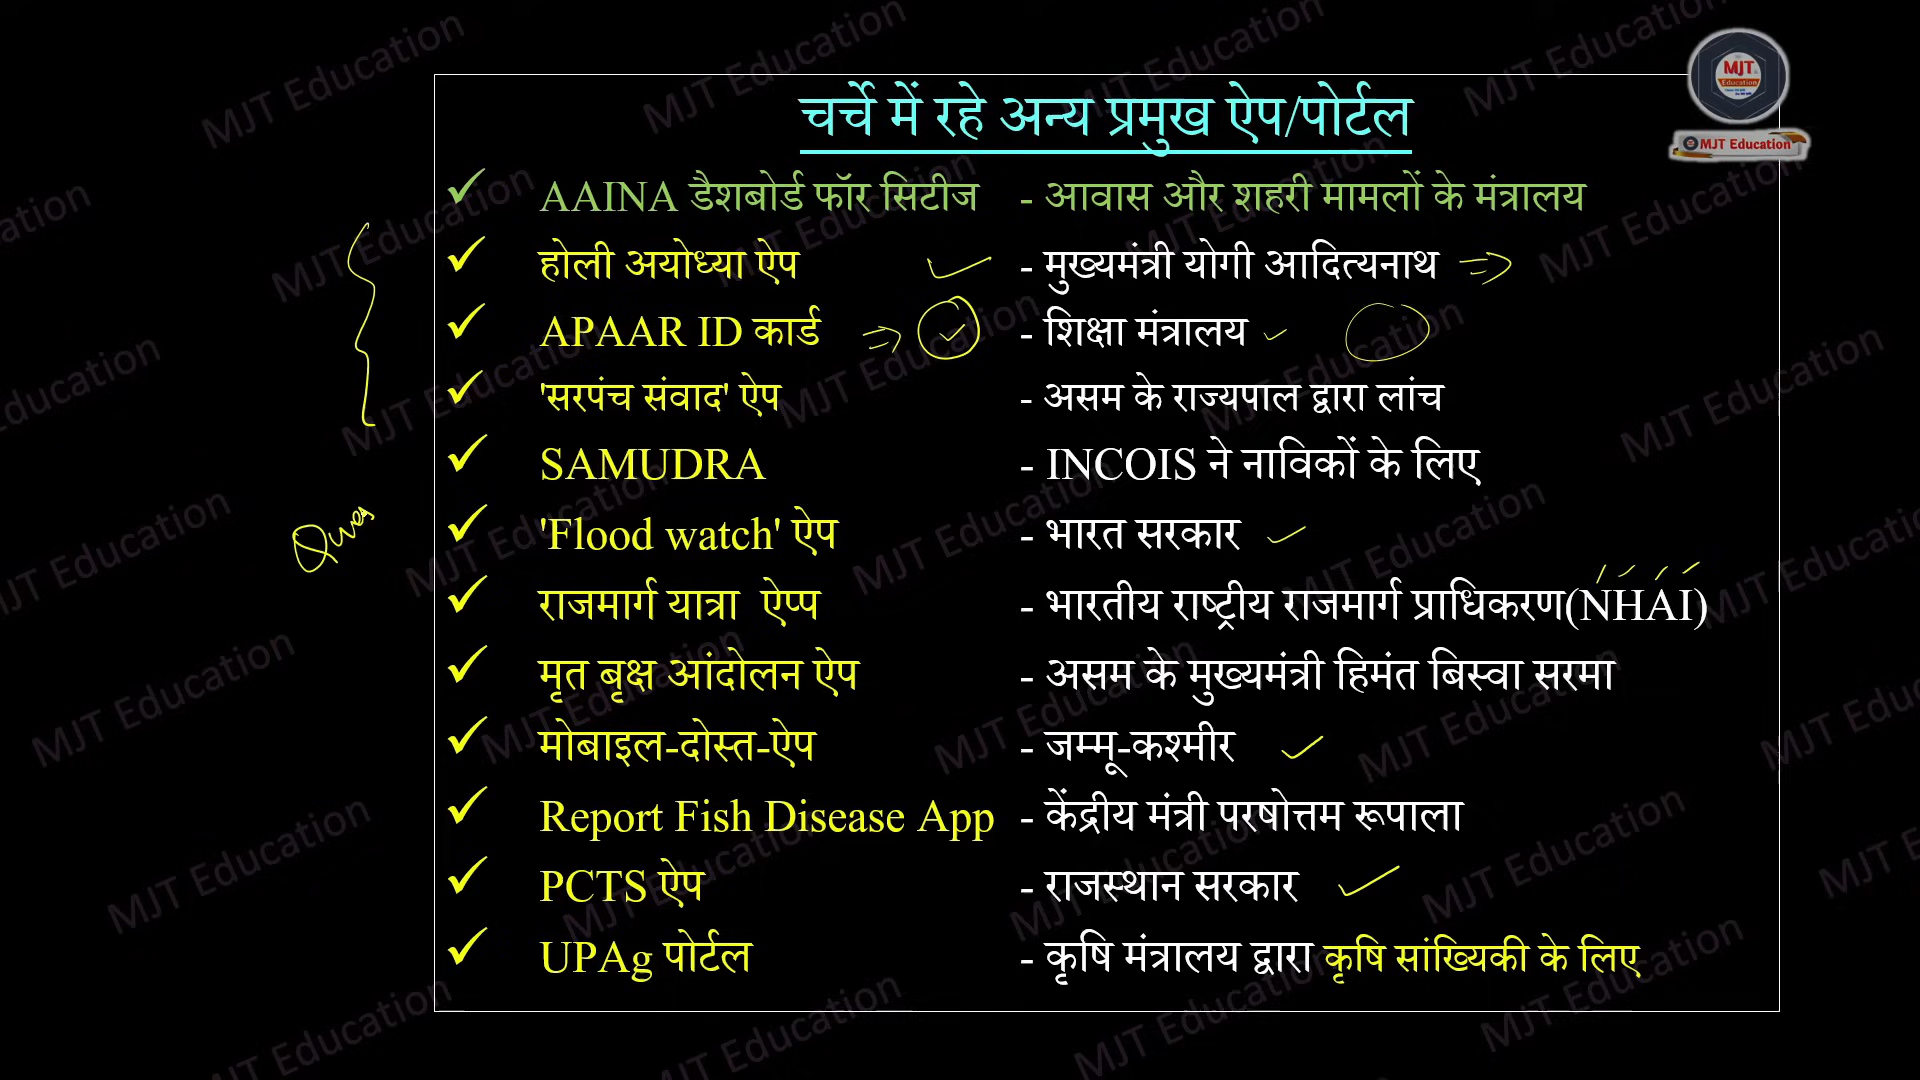 चर्चे में रहे अन्य प्रमुख ऐप/पोर्टल
MJT Education
AAINA डैशबोर्ड फॉर सिटीज - आवास और शहरी मामलों के मंत्रालय
होली अयोध्या ऐप - मुख्यमंत्री योगी आदित्यनाथ
APAAR ID कार्ड - शिक्षा मंत्रालय
'सरपंच संवाद' ऐप - असम के राज्यपाल द्वारा लांच
SAMUDRA - INCOIS ने नाविकों के लिए
'Flood watch' ऐप - भारत सरकार
राजमार्ग यात्रा ऐप्प - भारतीय राष्ट्रीय राजमार्ग प्राधिकरण(NHAI)
मृत बृक्ष आंदोलन ऐप - असम के मुख्यमंत्री हिमंत बिस्वा सरमा
मोबाइल-दोस्त-ऐप - जम्मू-कश्मीर
Report Fish Disease App - केंद्रीय मंत्री परषोत्तम रूपाला
PCTS ऐप - राजस्थान सरकार
UPAg पोर्टल - कृषि मंत्रालय द्वारा कृषि सांख्यिकी के लिए
Ques